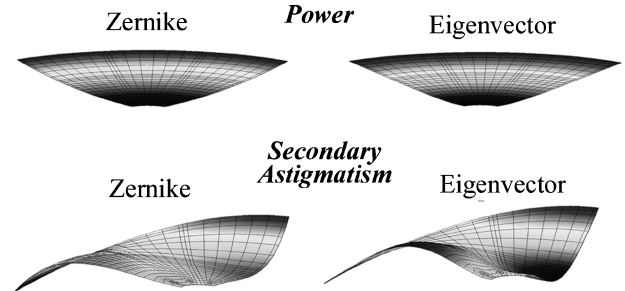 Power
Zernike
Eigenvector
Secondary
Astigmatism
Zernike
Eigenvector